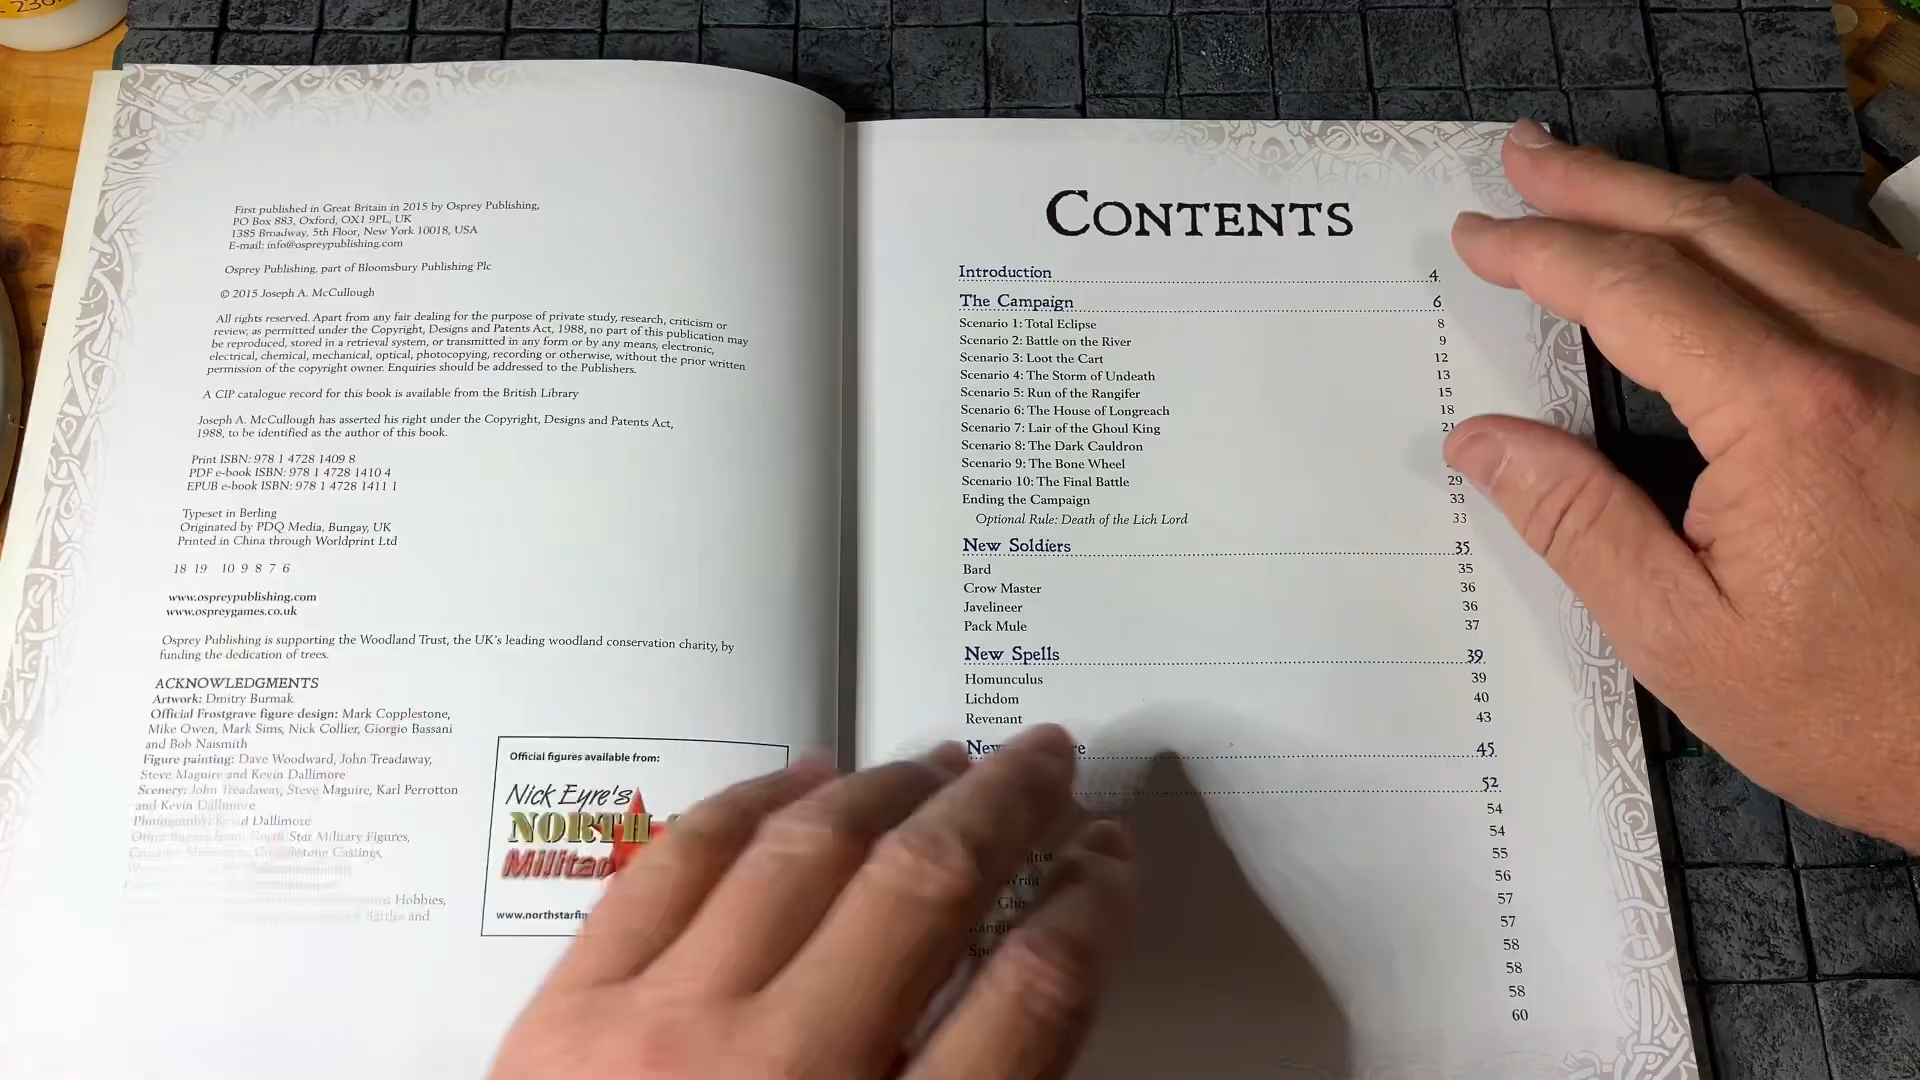 First published in Great Britain in 2015 by Osprey Publishing,
PO Box 883, Oxford, OX1 9PL, UK
1385 Broadway, 5th Floor, New York 10018, USA
E-mail: info@ospreypublishing.com
Osprey Publishing, part of Bloomsbury Publishing Plc
© 2015 Joseph A. McCullough
All rights reserved. Apart from any fair dealing for the purpose of private study, research, criticism or
review, as permitted under the Copyright, Designs and Patents Act, 1988, no part of this publication may
be reproduced, stored in a retrieval system, or transmitted in any form or by any means, electronic,
electrical, chemical, mechanical, optical, photocopying, recording or otherwise, without the prior written
permission of the copyright owner. Enquiries should be addressed to the Publishers.
A CIP catalogue record for this book is available from the British Library
Joseph A. McCullough has asserted his right under the Copyright, Designs and Patents Act,
1988, to be identified as the author of this book.
Print ISBN: 978 1 4728 1409 8
PDF e-book ISBN: 978 1 4728 1410 4
EPUB e-book ISBN: 978 1 4728 1411 1
Typeset in Berling
Originated by PDQ Media, Bungay, UK
Printed in China through Worldprint Ltd
18 19 10 9 8 7 6
www.ospreypublishing.com
www.ospreygames.co.uk
Osprey Publishing is supporting the Woodland Trust, the UK's leading woodland conservation charity, by
funding the dedication of trees.
ACKNOWLEDGMENTS
Artwork: Dmitry Burmak
Official Frostgrave figure design: Mark Copplestone,
Mike Owen, Mark Sims, Nick Collier, Giorgio Bassani
and Bob Naismith
Figure painting: Dave Woodward, John Treadaway,
Steve Maguire and Kevin Dallimore
Scenery: John Treadaway, Steve Maguire, Karl Perrotton
and Kevin Dallimore
Dallimore
Star Military Figures,
Castings,
Hobbies,
and
Official figures available from:
Nick Eyre's
NORTH
CONTENTS
Introduction 4
The Campaign 6
Scenario 1: Total Eclipse 8
Scenario 2: Battle on the River 9
Scenario 3: Loot the Cart 12
Scenario 4: The Storm of Undeath 13
Scenario 5: Run of the Rangifer 15
Scenario 6: The House of Longreach 18
Scenario 7: Lair of the Ghoul King
Scenario 8: The Dark Cauldron
Scenario 9: The Bone Wheel
Scenario 10: The Final Battle 29
Ending the Campaign 33
Optional Rule: Death of the Lich Lord 33
New Soldiers 35
Bard 35
Crow Master 36
Javelineer 36
Pack Mule 37
New Spells 39
Homunculus 39
Lichdom 40
Revenant 43
45
52
54
54
55
56
57
57
58
58
58
60